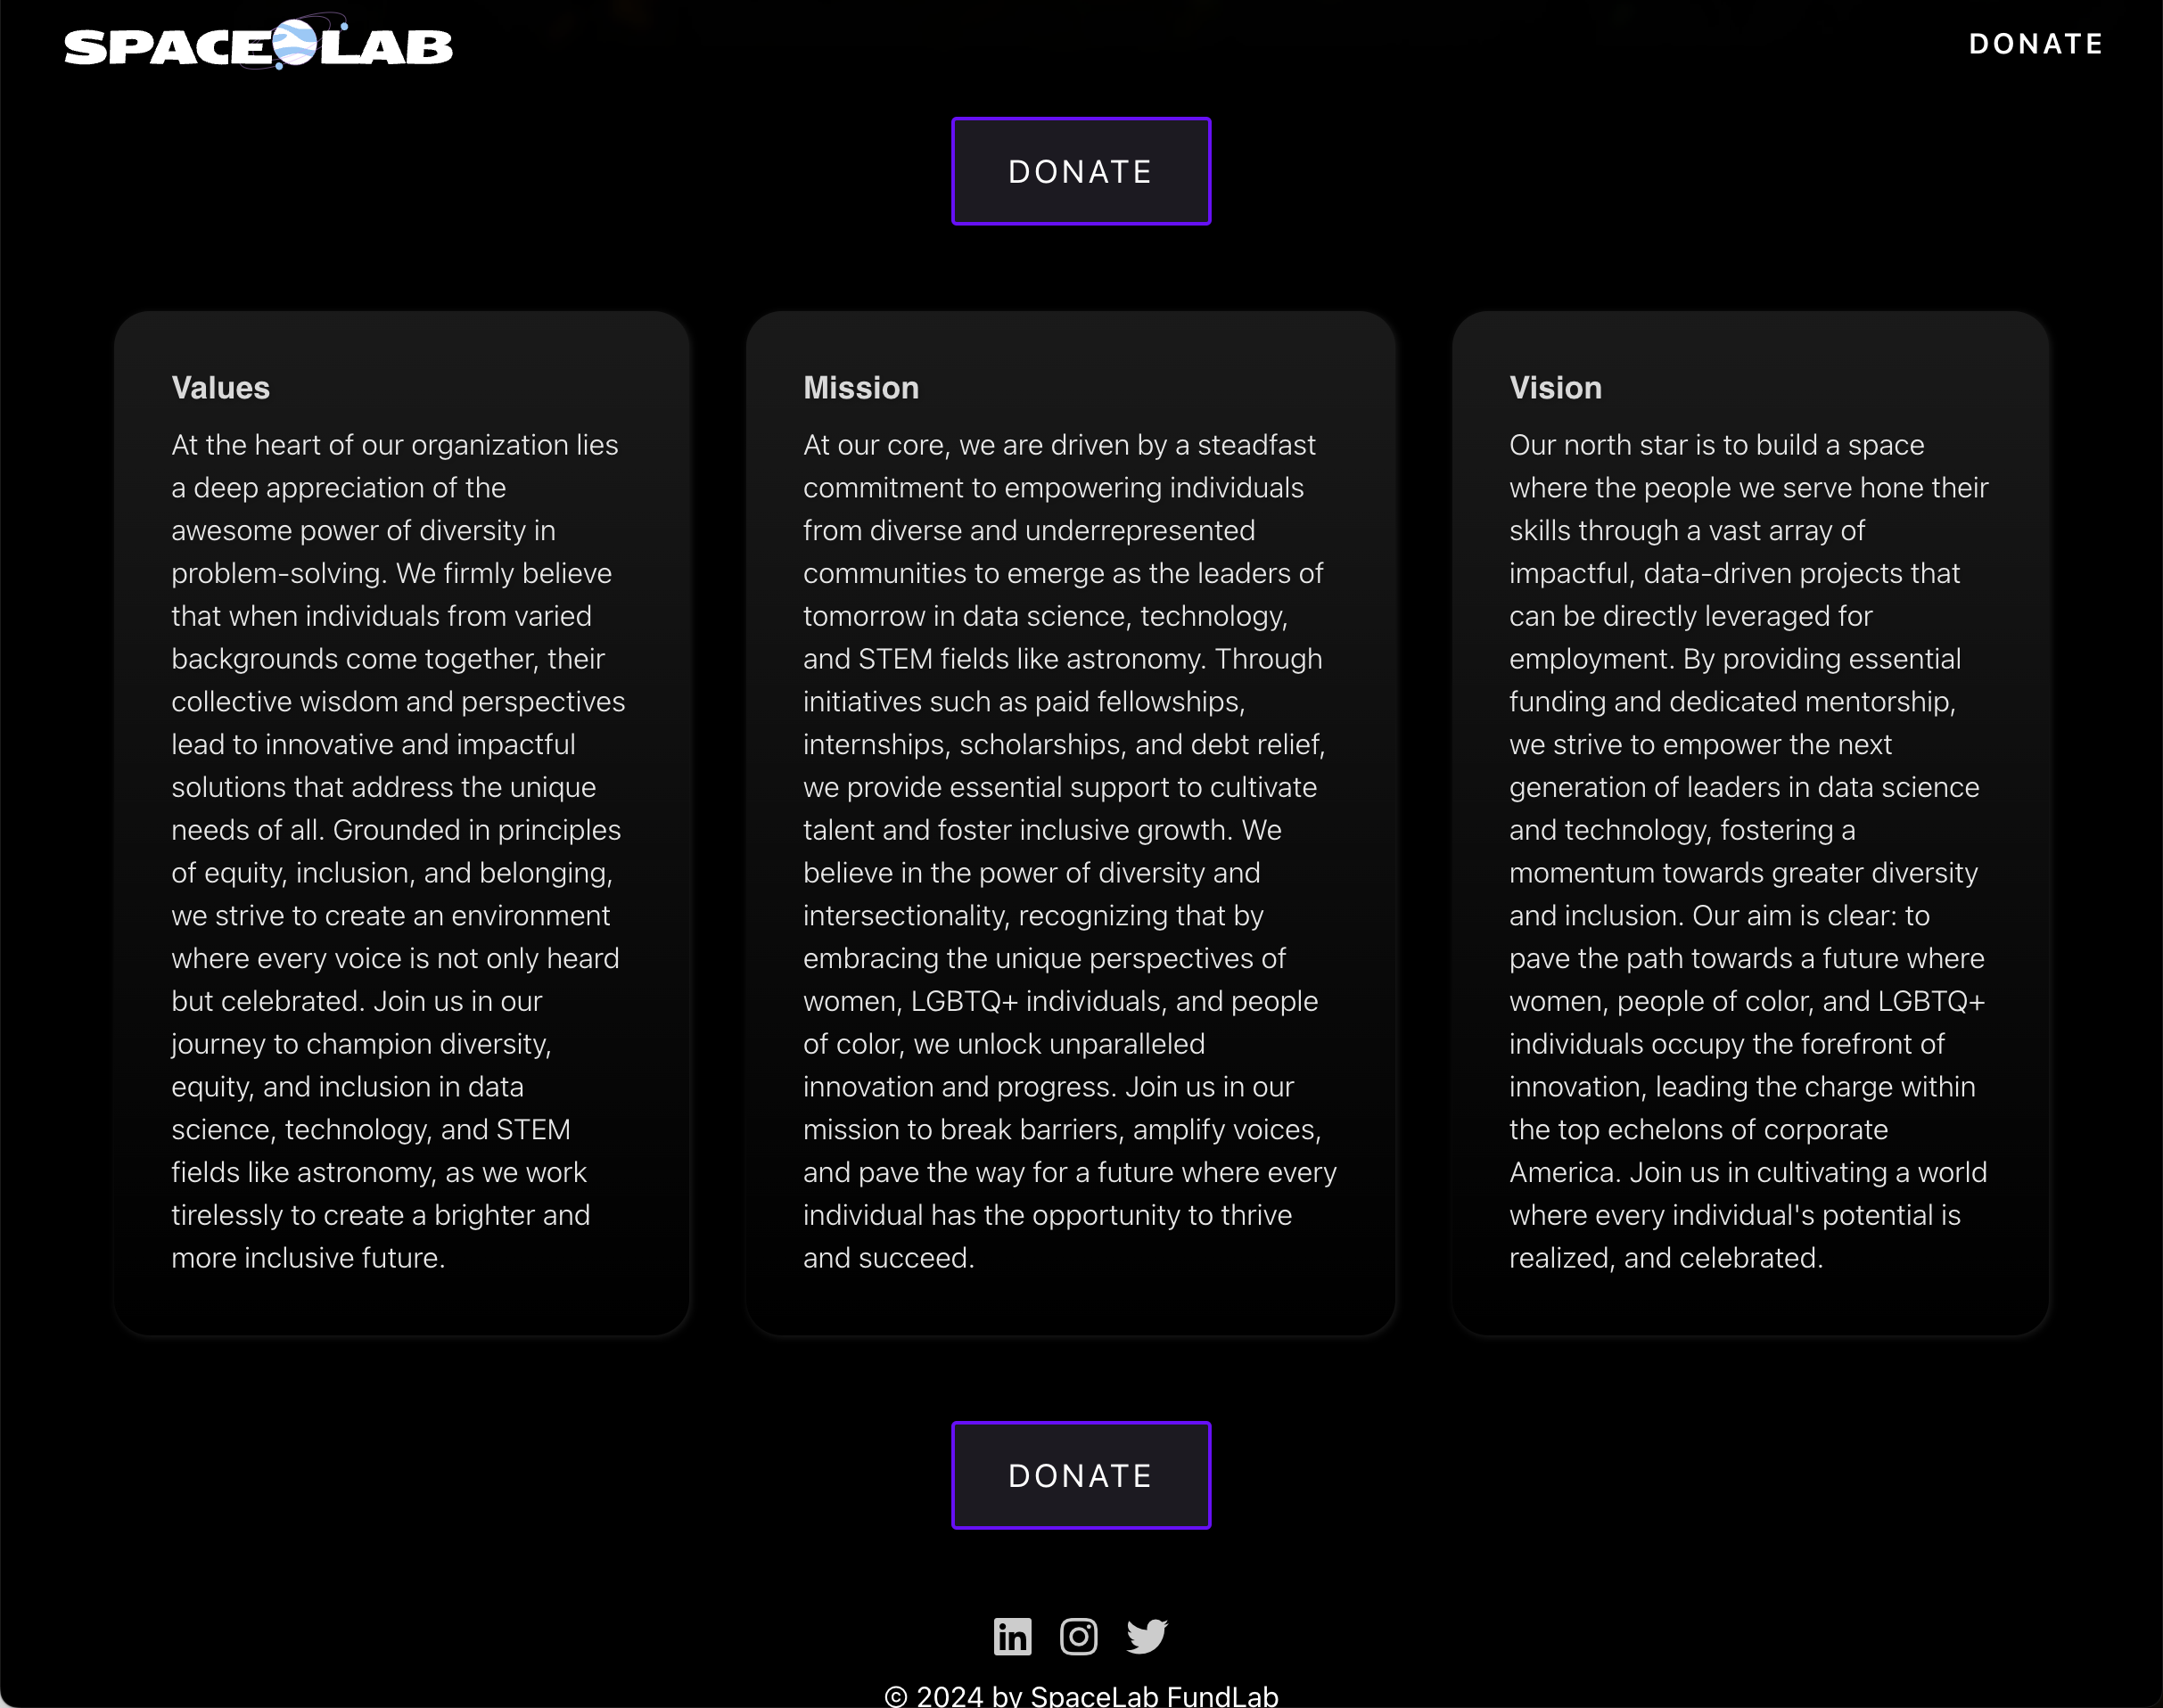 SPACE LAB
DONATE
DONATE
Values
At the heart of our organization lies
a deep appreciation of the
awesome power of diversity in
problem-solving. We firmly believe
that when individuals from varied
backgrounds come together, their
collective wisdom and perspectives
lead to innovative and impactful
solutions that address the unique
needs of all. Grounded in principles
of equity, inclusion, and belonging,
we strive to create an environment
where every voice is not only heard
but celebrated. Join us in our
journey to champion diversity,
equity, and inclusion in data
science, technology, and STEM
fields like astronomy, as we work
tirelessly to create a brighter and
more inclusive future.
Mission
At our core, we are driven by a steadfast
commitment to empowering individuals
from diverse and underrepresented
communities to emerge as the leaders of
tomorrow in data science, technology,
and STEM fields like astronomy. Through
initiatives such as paid fellowships,
internships, scholarships, and debt relief,
we provide essential support to cultivate
talent and foster inclusive growth. We
believe in the power of diversity and
intersectionality, recognizing that by
embracing the unique perspectives of
women, LGBTQ+ individuals, and people
of color, we unlock unparalleled
innovation and progress. Join us in our
mission to break barriers, amplify voices,
and pave the way for a future where every
individual has the opportunity to thrive
and succeed.
Vision
Our north star is to build a space
where the people we serve hone their
skills through a vast array of
impactful, data-driven projects that
can be directly leveraged for
employment. By providing essential
funding and dedicated mentorship,
we strive to empower the next
generation of leaders in data science
and technology, fostering a
momentum towards greater diversity
and inclusion. Our aim is clear: to
pave the path towards a future where
women, people of color, and LGBTQ+
individuals occupy the forefront of
innovation, leading the charge within
the top echelons of corporate
America. Join us in cultivating a world
where every individual's potential is
realized, and celebrated.
DONATE
in
© 2024 by SpaceLab FundLab